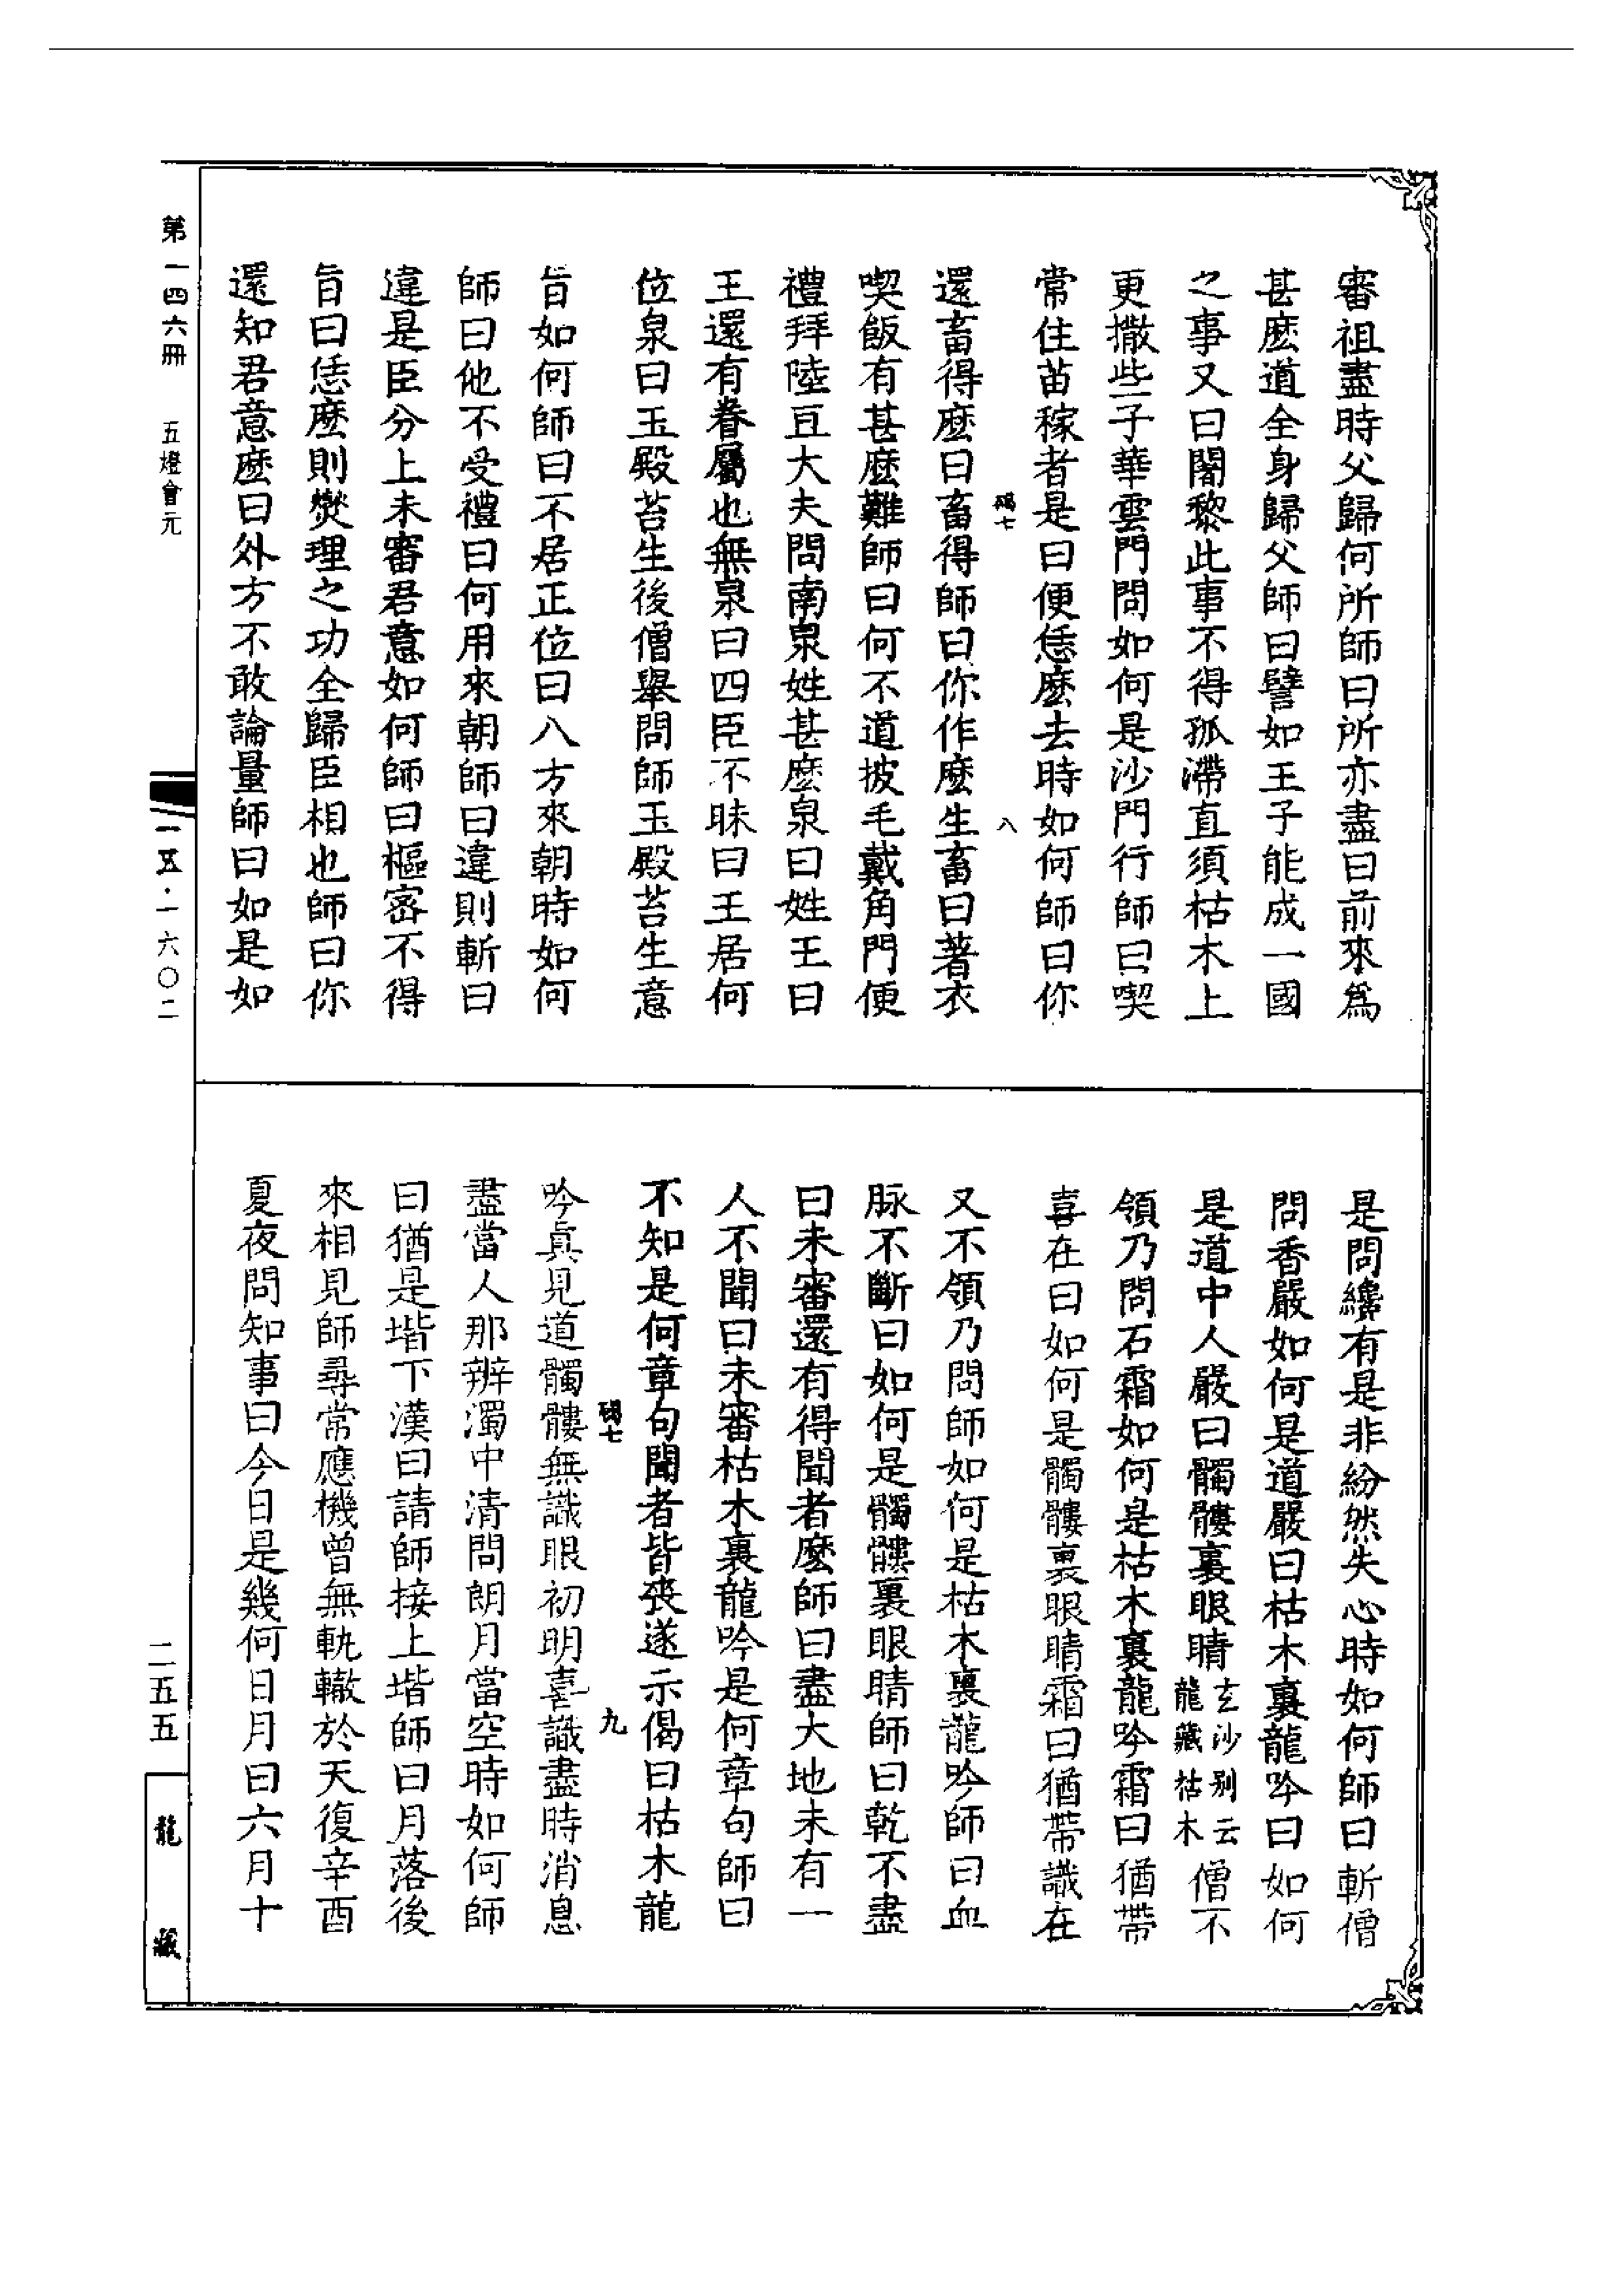 審祖盡時父歸何所師曰所亦盡曰前來爲
甚麽道全身歸父師曰譬如王子能成一國
之事又曰闍黎此事不得孤滯直須枯木上
更撒些子華雲門問如何是沙門行師曰喫
常住苗稼者是曰便恁麽去時如何師曰你
碣七
八
還畜得麽曰畜得師曰你作麽生畜曰著衣
喫飯有甚麽難師曰何不道披毛戴角門便
禮拜陸亘大夫問南泉姓甚麽泉曰姓王曰
王還有眷屬也無泉曰四臣不昧曰王居何
位泉曰玉殿苔生後僧舉問師玉殿苔生意
旨如何師曰不居正位曰八方來朝時如何
師曰他不受禮曰何用來朝師曰違則斬曰
違是臣分上未審君意如何師曰樞密不得
旨曰恁麽則爕理之功全歸臣相也師曰你
還知君意麽曰外方不敢論量師曰如是如
是問纔有是非紛然失心時如何師曰斬僧
問香嚴如何是道嚴曰枯木裏龍吟曰如何
是道中人嚴曰髑髏裏眼睛玄沙別云龍藏枯木僧不
領乃問石霜如何是枯木裏龍吟霜曰猶帶
喜在曰如何是髑髏裏眼睛霜曰猶帶識在
又不領乃問師如何是枯木裏龍吟師曰血
脉不斷曰如何是髑髏裏眼睛師曰乾不盡
曰未審還有得聞者麽師曰盡大地未有一
人不聞曰未審枯木裏龍吟是何章句師曰
不知是何章句聞者皆喪遂示偈曰枯木龍
碣七
九
吟眞見道髑髏無識眼初明喜識盡時消息
盡當人那辨濁中清問朗月當空時如何師
曰猶是堦下漢曰請師接上堦師曰月落後
來相見師尋常應機曾無軌轍於天復辛酉
夏夜問知事曰今日是幾何日月曰六月十
第一四六冊 五燈會元
一一五·一六〇二
二五五
龍藏